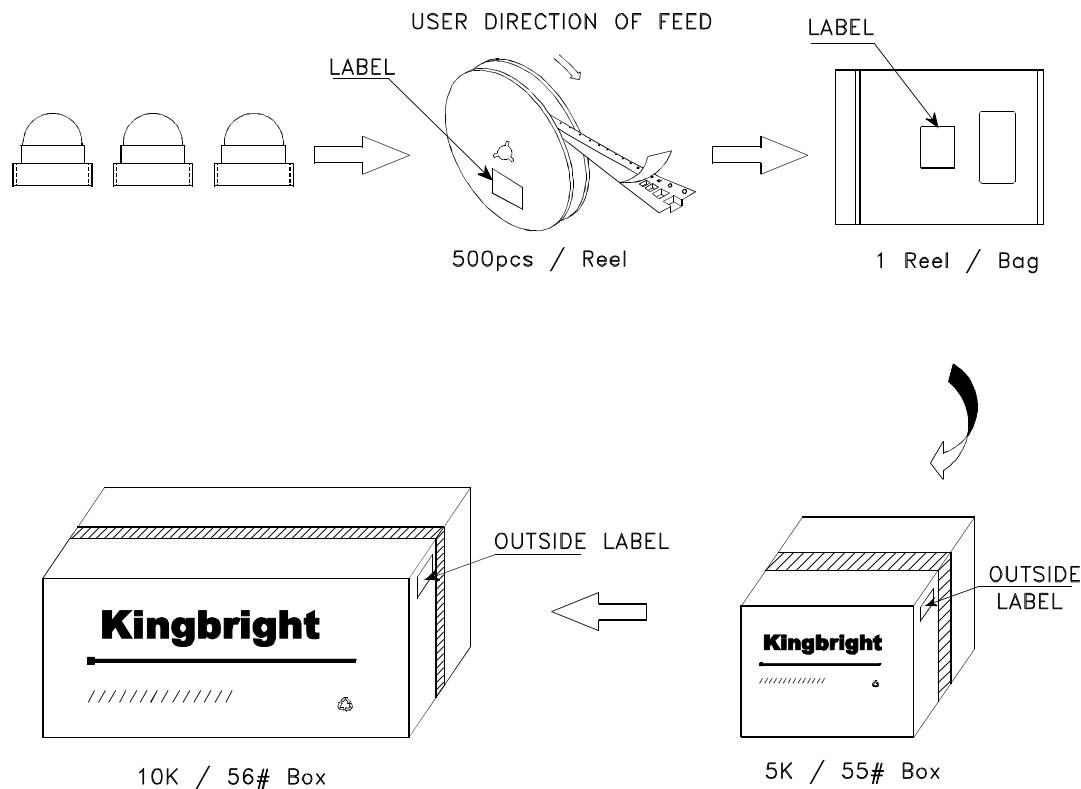 USER DIRECTION OF FEED
LABEL
LABEL
500pcs / Reel
1 Reel / Bag
OUTSIDE LABEL
OUTSIDE
LABEL
Kingbright
Kingbright
10K / 56# Box
5K / 55# Box